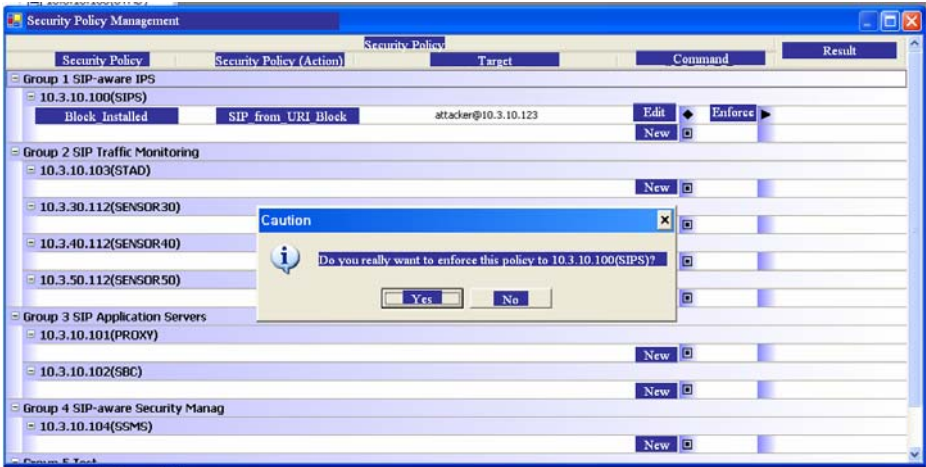 Security Policy Management
Security Policy
Security Policy Security Policy (Action) Target Command Result
Group 1 SIP-aware IPS
10.3.10.100(SIPS)
Block_Installed SIP_from_URI_Block attacker@10.3.10.123 Edit Enforce
New
Group 2 SIP Traffic Monitoring
10.3.10.103(STAD)
New
10.3.30.112(SENSOR30)
10.3.40.112(SENSOR40)
10.3.50.112(SENSOR50)
Caution
Do you really want to enforce this policy to 10.3.10.100(SIPS)?
Yes No
Group 3 SIP Application Servers
10.3.10.101(PROXY)
New
10.3.10.102(SBC)
New
Group 4 SIP-aware Security Manag
10.3.10.104(SSMS)
New
Group 5 Test